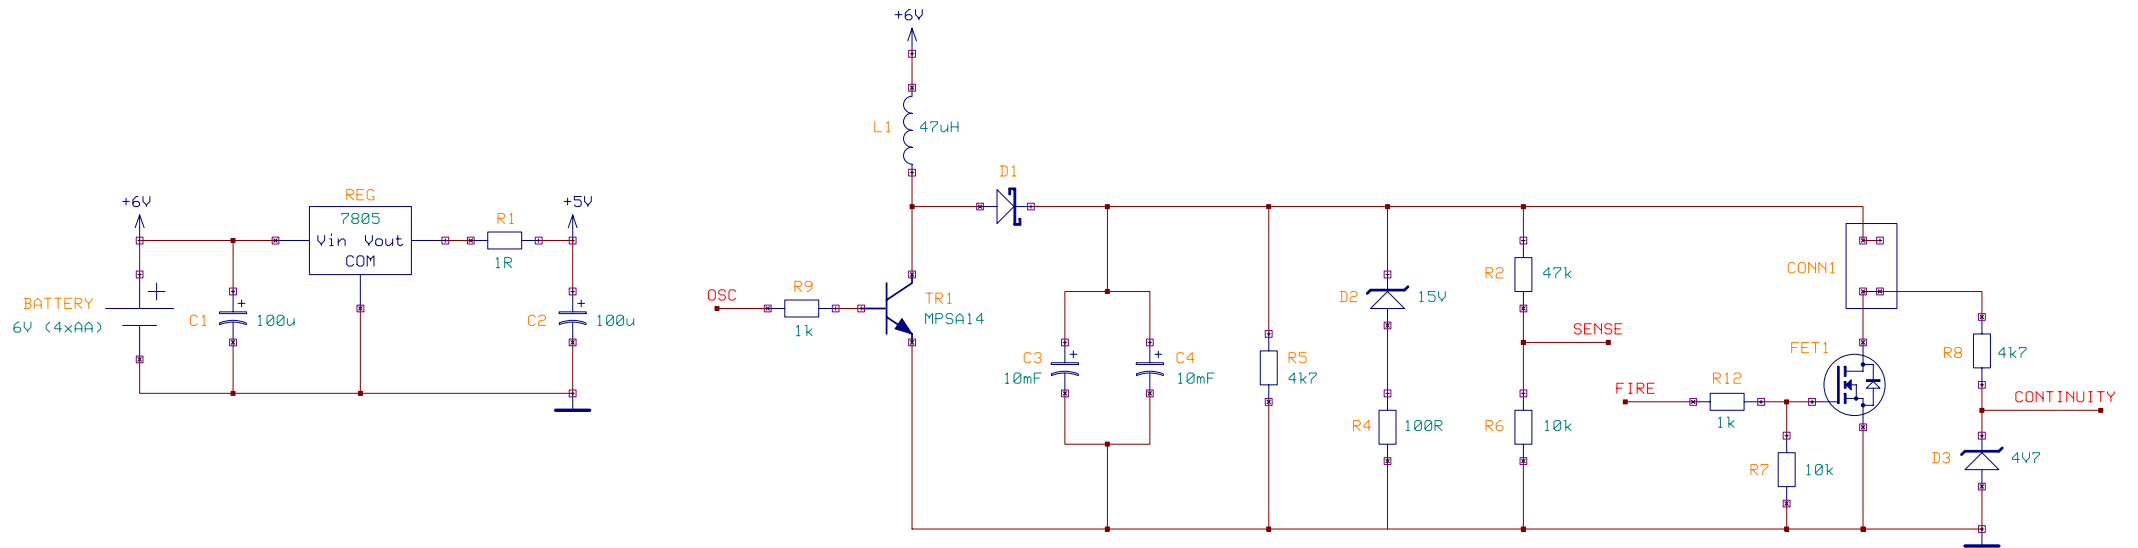 +6V
REG
7805
Vin Vout
COM
R1
1R
+5V
BATTERY
6V (4xAA)
+
C1
+
100u
C2
+
100u
+6V
L1
47uH
D1
OSC
R9
1k
TR1
MPSA14
C3
+
10mF
+
C4
10mF
R5
4k7
D2
15V
R4
100R
R2
47k
SENSE
R6
10k
CONN1
FET1
FIRE
R12
1k
R7
10k
R8
4k7
CONTINUITY
D3
4V7